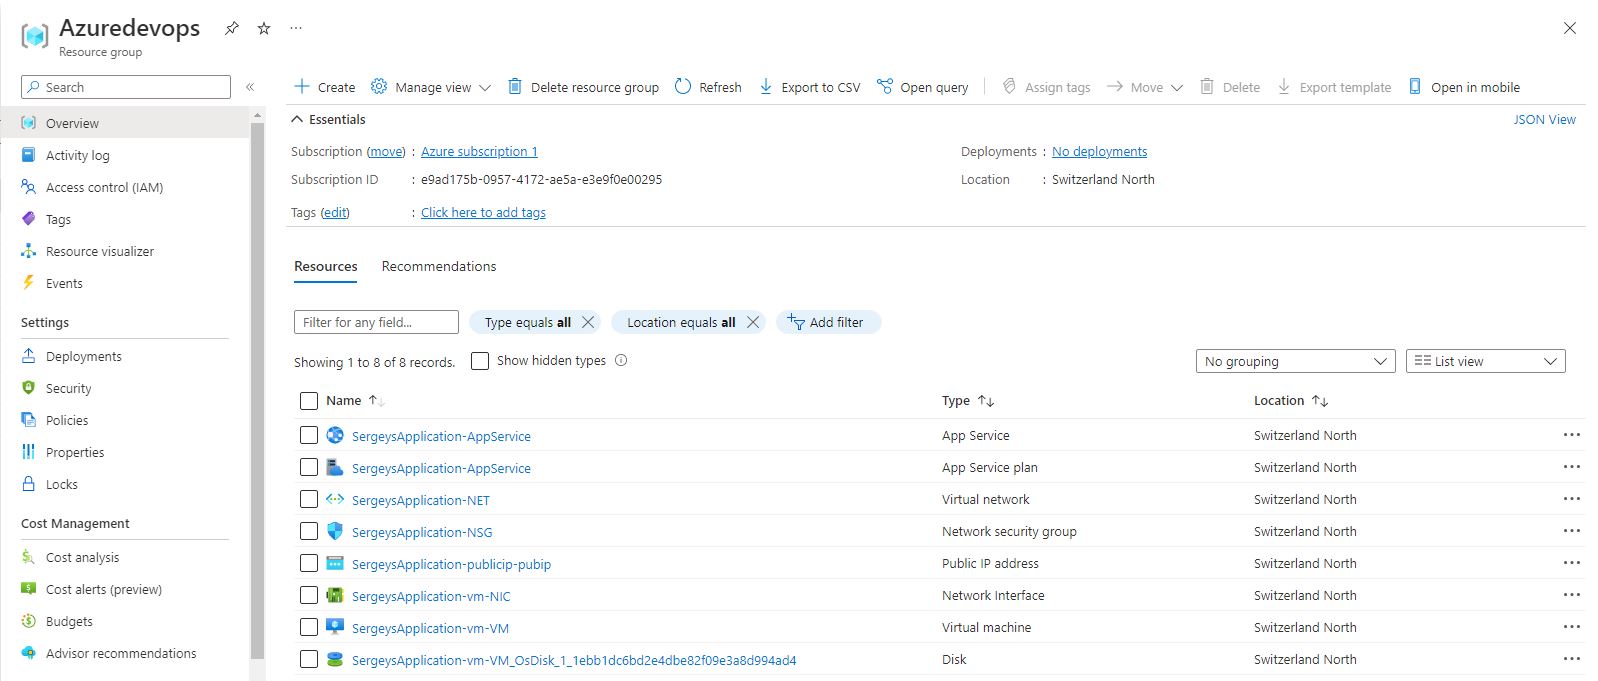 Azuredevops
Resource group
Search
«
Create Manage view Delete resource group Refresh Export to CSV Open query Assign tags Move Delete Export template Open in mobile
Overview
Activity log
Access control (IAM)
Tags
Resource visualizer
Events
Settings
Deployments
Security
Policies
Properties
Locks
Cost Management
Cost analysis
Cost alerts (preview)
Budgets
Advisor recommendations
Essentials JSON View
Subscription (move) : Azure subscription 1 Deployments : No deployments
Subscription ID : e9ad175b-0957-4172-ae5a-e3e9f0e00295 Location : Switzerland North
Tags (edit) : Click here to add tags
Resources Recommendations
Filter for any field... Type equals all Location equals all Add filter
Showing 1 to 8 of 8 records. Show hidden types No grouping List view
Name Type Location
SergeysApplication-AppService App Service Switzerland North
SergeysApplication-AppService App Service plan Switzerland North
SergeysApplication-NET Virtual network Switzerland North
SergeysApplication-NSG Network security group Switzerland North
SergeysApplication-publicip-pubip Public IP address Switzerland North
SergeysApplication-vm-NIC Network Interface Switzerland North
SergeysApplication-vm-VM Virtual machine Switzerland North
SergeysApplication-vm-VM_OsDisk_1_1ebb1dc6bd2e4dbe82f09e3a8d994ad4 Disk Switzerland North